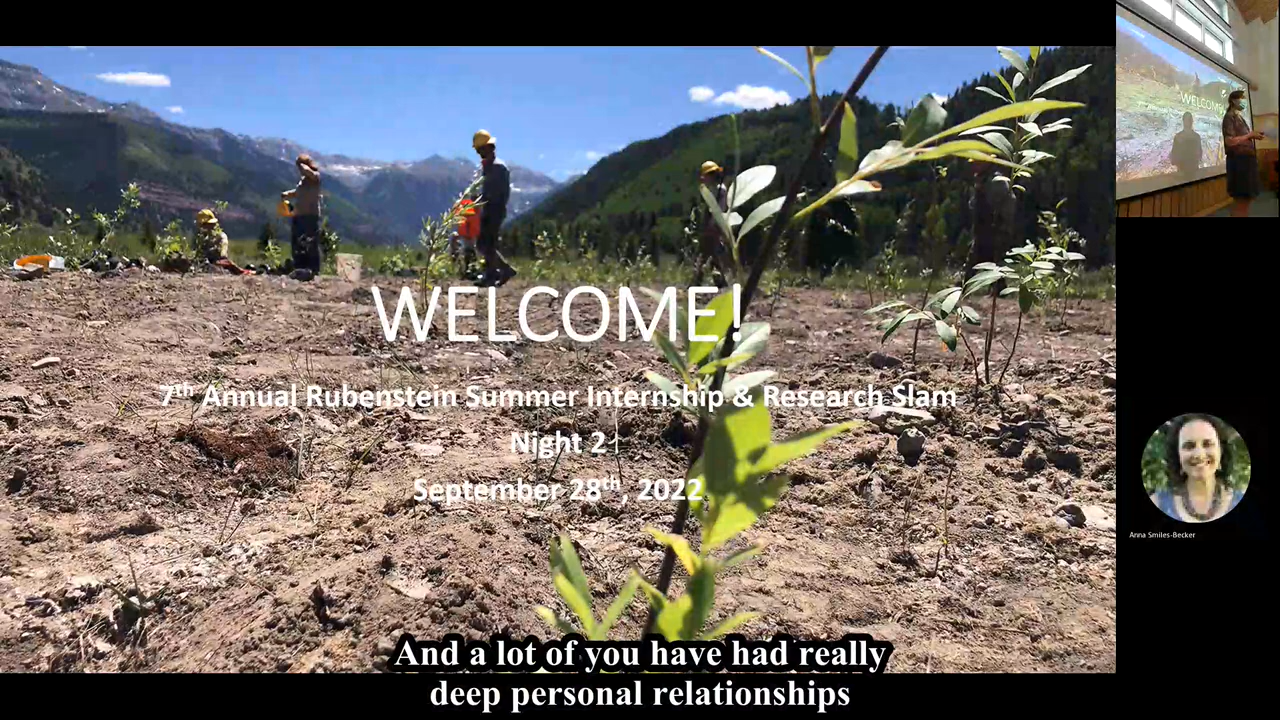 WELCOME!
7th Annual Rubenstein Summer Internship & Research Slam
Night 2
September 28th, 2022
WELCOME!
Anna Smiles-Becker
And a lot of you have had really
deep personal relationships